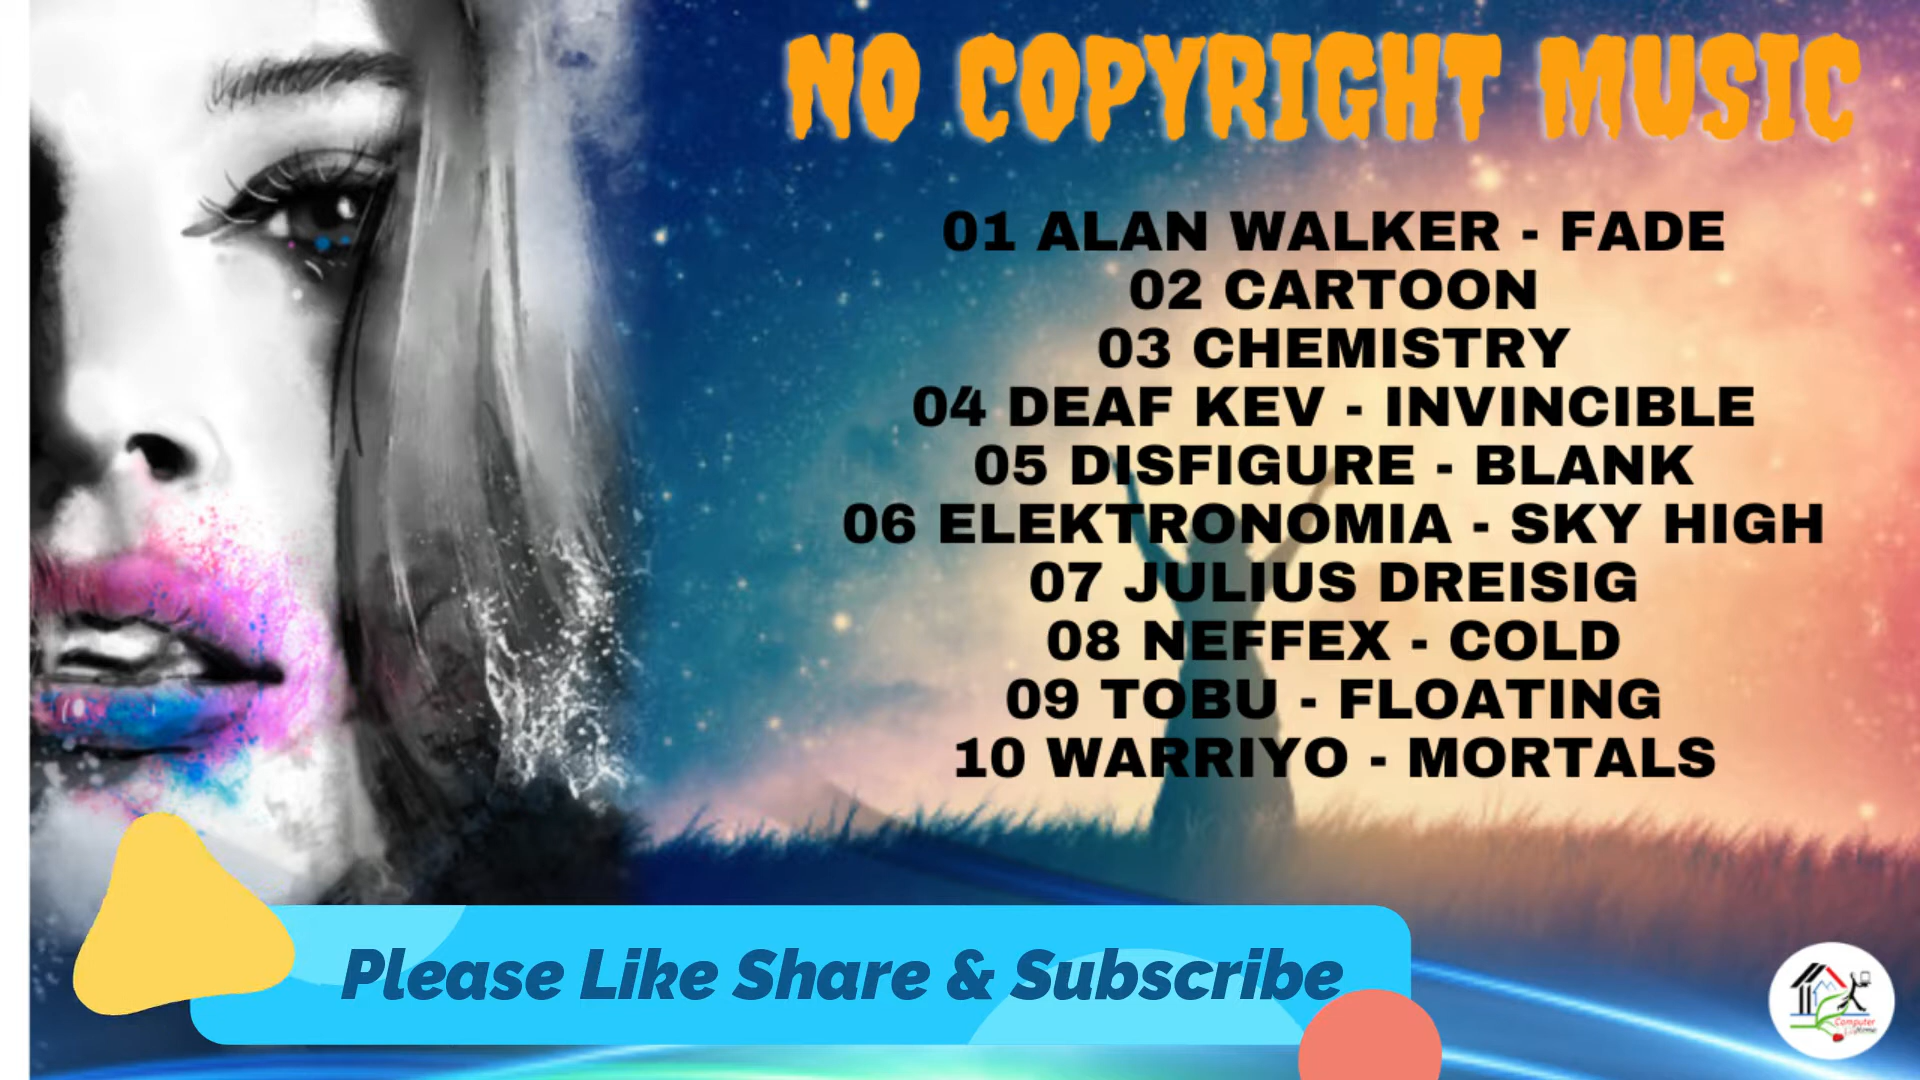 NO COPYRIGHT MUSIC
01 ALAN WALKER - FADE
02 CARTOON
03 CHEMISTRY
04 DEAF KEV - INVINCIBLE
05 DISFIGURE - BLANK
06 ELEKTRONOMIA - SKY HIGH
07 JULIUS DREISIG
08 NEFFEX - COLD
09 TOBU - FLOATING
10 WARRIYO - MORTALS
Please Like Share & Subscribe
Computer
Home